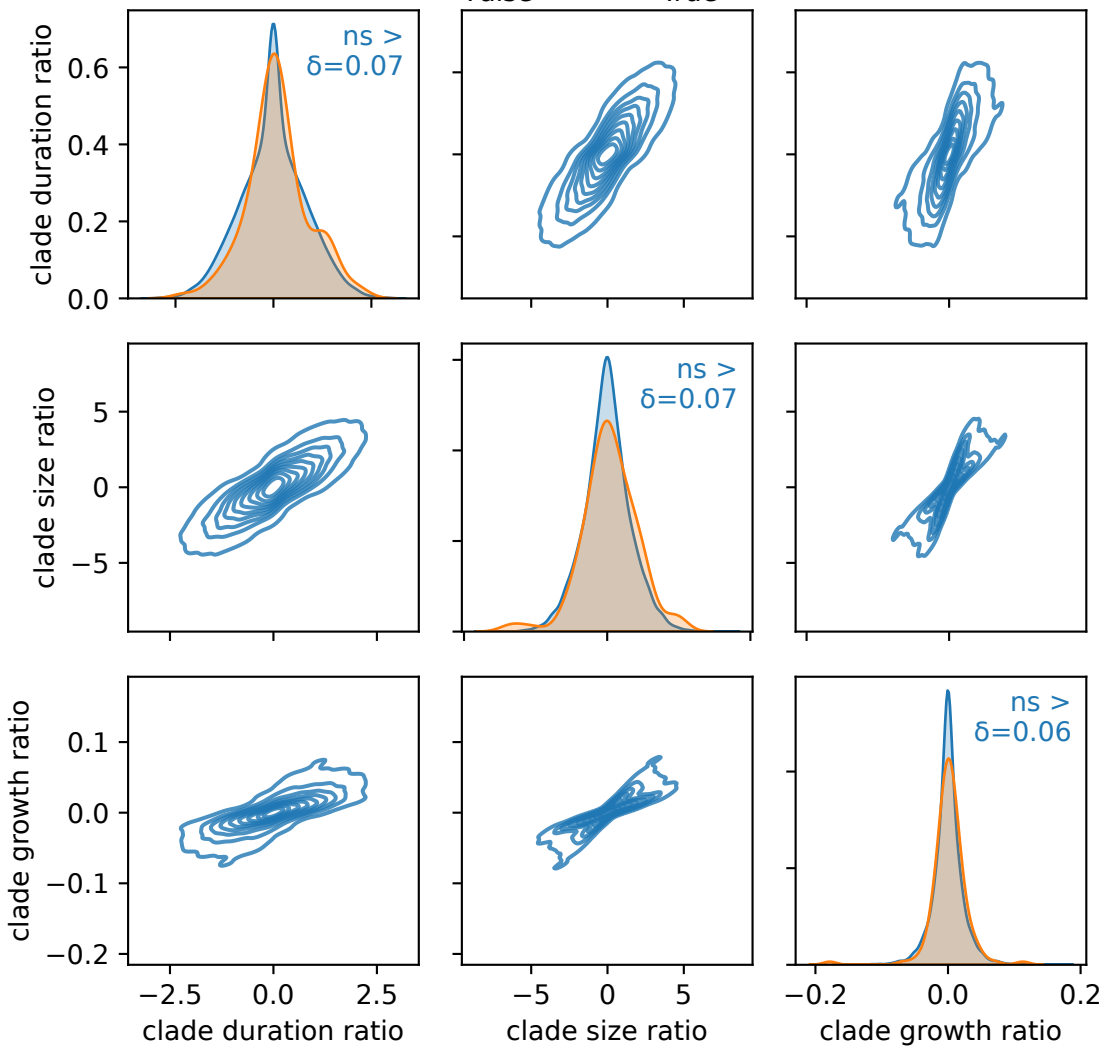 clade duration ratio
0.6
0.4
0.2
0.0
ns >
δ=0.07
clade size ratio
5
0
−5
ns >
δ=0.07
clade growth ratio
0.1
0.0
−0.1
−0.2
ns >
δ=0.06
−2.5 0.0 2.5
clade duration ratio
−5 0 5
clade size ratio
−0.2 0.0 0.2
clade growth ratio